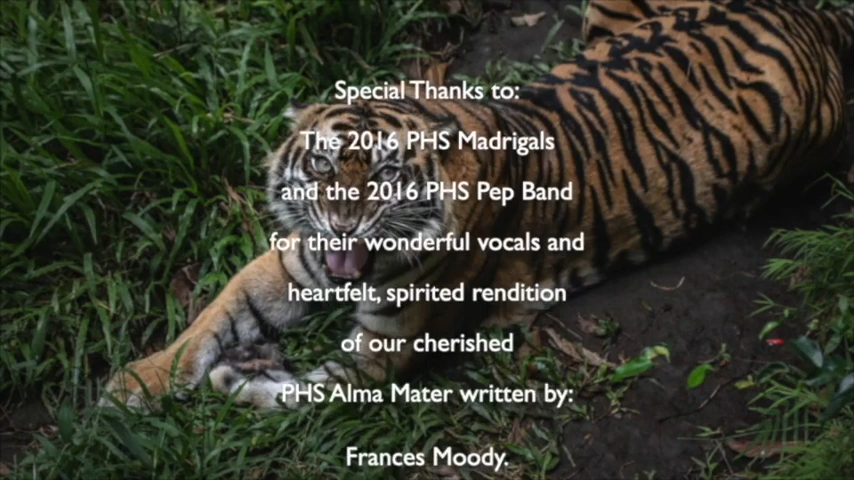 Special Thanks to:
The 2016 PHS Madrigals
and the 2016 PHS Pep Band
for their wonderful vocals and
heartfelt, spirited rendition
of our cherished
PHS Alma Mater written by:
Frances Moody.